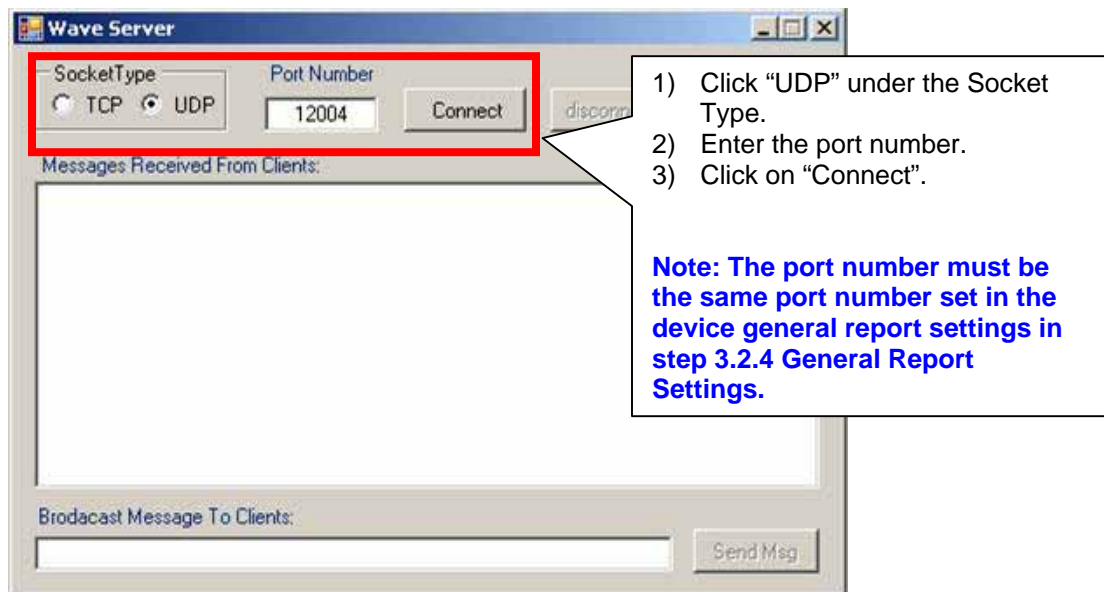 Wave Server
SocketType
TCP UDP
Port Number
12004
Connect
Messages Received From Clients:
1) Click “UDP” under the Socket
Type.
2) Enter the port number.
3) Click on “Connect”.
Note: The port number must be
the same port number set in the
device general report settings in
step 3.2.4 General Report
Settings.
Brodacast Message To Clients:
Send Msg